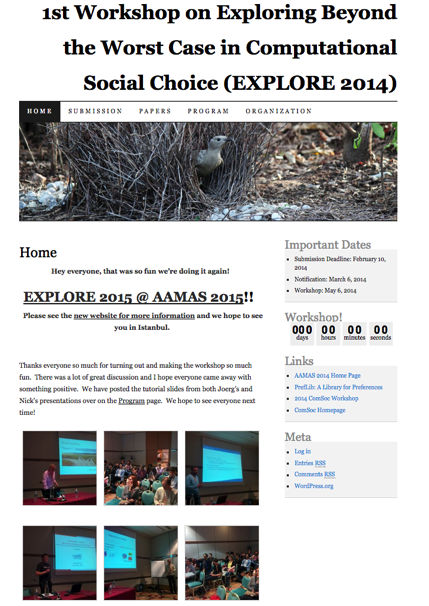 1st Workshop on Exploring Beyond
the Worst Case in Computational
Social Choice (EXPLORE 2014)
HOME SUBMISSION PAPERS PROGRAM ORGANIZATION
Home
Hey everyone, that was so fun we're doing it again!
EXPLORE 2015 @ AAMAS 2015!!
Please see the new website for more information and we hope to see
you in Istanbul.
Thanks everyone so much for turning out and making the workshop so much
fun. There was a lot of great discussion and I hope everyone came away with
something positive. We have posted the tutorial slides from both Joerg's and
Nick's presentations over on the Program page. We hope to see everyone next
time!
Important Dates
Submission Deadline: February 10,
2014
Notification: March 6, 2014
Workshop: May 6, 2014
Workshop!
000 00 00 00
days hours minutes seconds
Links
AAMAS 2014 Home Page
PrefLib: A Library for Preferences
2014 ComSoc Workshop
ComSoc Homepage
Meta
Log in
Entries RSS
Comments RSS
WordPress.org